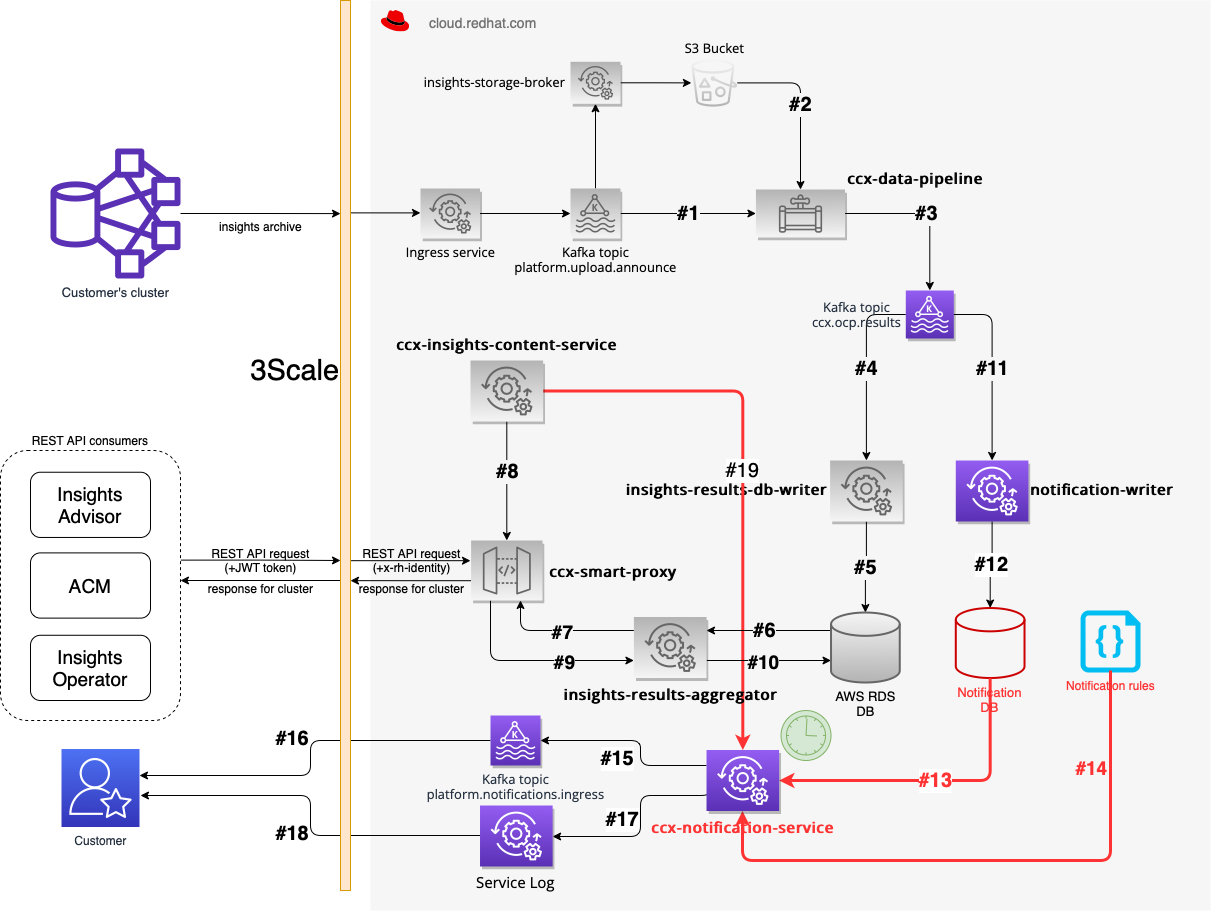 cloud.redhat.com
S3 Bucket
insights-storage-broker
#2
ccx-data-pipeline
#1
#3
insights archive
Ingress service
Kafka topic
platform.upload.announce
Customer's cluster
Kafka topic
ccx.ocp.results
ccx-insights-content-service
3Scale
#4
#11
REST API consumers
#8
#19
insights-results-db-writer
notification-writer
Insights
Advisor
REST API request
(+JWT token)
response for cluster
REST API request
(+x-rh-identity)
response for cluster
ccx-smart-proxy
#5
#12
ACM
#7
#6
#9
#10
Insights
Operator
insights-results-aggregator
AWS RDS
DB
Notification
DB
Notification rules
#16
#15
Kafka topic
platform.notifications.ingress
#13
#14
#17
#18
ccx-notification-service
Customer
Service Log